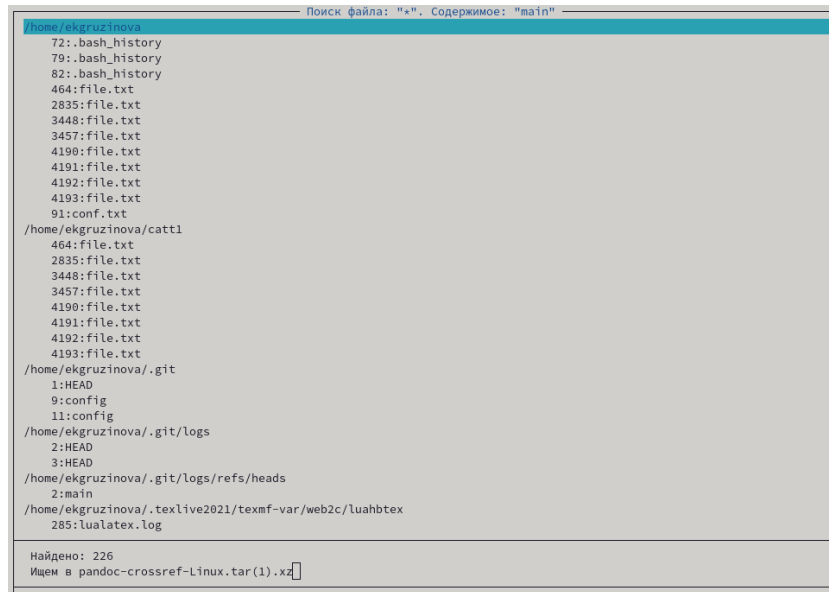 Поиск файла: "*". Содержимое: "main"
/home/ekgruzinova
72:.bash_history
79:.bash_history
82:.bash_history
464:file.txt
2835:file.txt
3448:file.txt
3457:file.txt
4190:file.txt
4191:file.txt
4192:file.txt
4193:file.txt
91:conf.txt
/home/ekgruzinova/catt1
464:file.txt
2835:file.txt
3448:file.txt
3457:file.txt
4190:file.txt
4191:file.txt
4192:file.txt
4193:file.txt
/home/ekgruzinova/.git
1:HEAD
9:config
11:config
/home/ekgruzinova/.git/logs
2:HEAD
3:HEAD
/home/ekgruzinova/.git/logs/refs/heads
2:main
/home/ekgruzinova/.texlive2021/texmf-var/web2c/luahbtex
285:lualatex.log
Найдено: 226
Ищем в pandoc-crossref-Linux.tar(1).xz